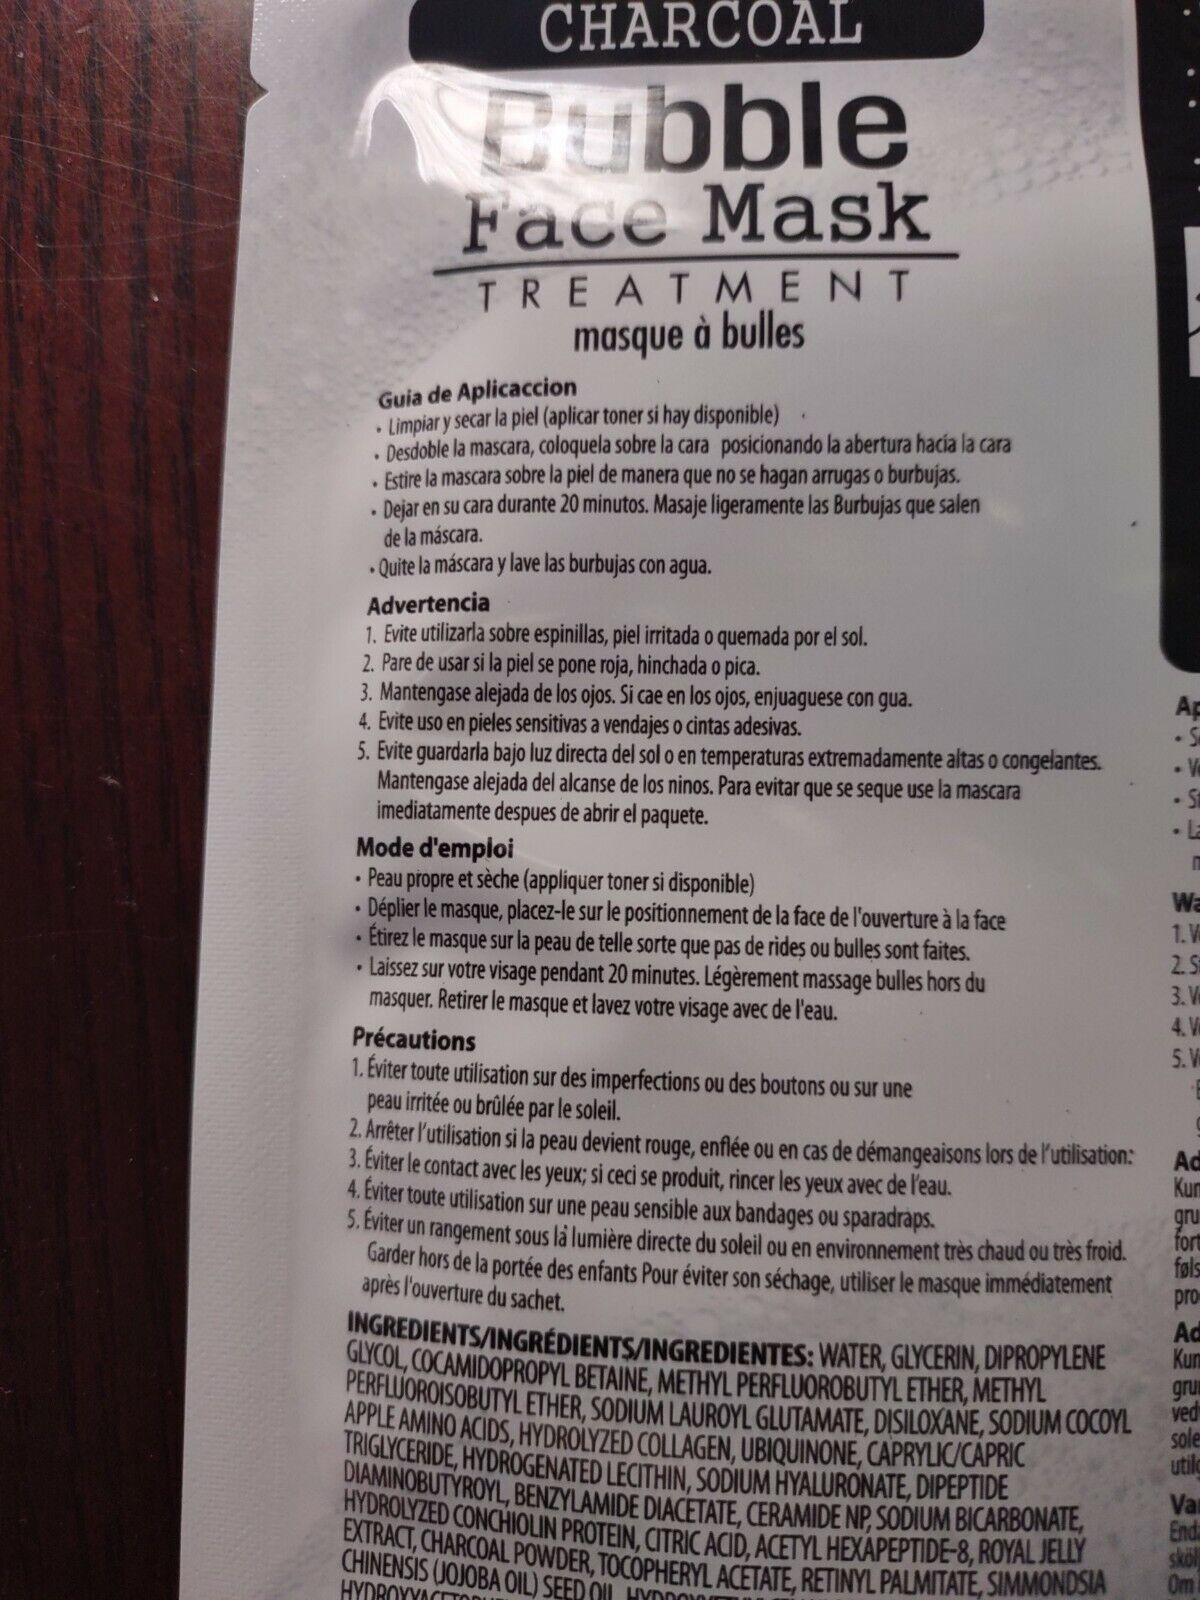 CHARCOAL
Bubble
Face Mask
TREATMENT
masque à bulles
Guia de Aplicaccion
• Limpiar y secar la piel (aplicar toner si hay disponible)
• Desdoble la mascara, coloquela sobre la cara posicionando la abertura hacia la cara
• Estire la mascara sobre la piel de manera que no se hagan arrugas o burbujas.
• Dejar en su cara durante 20 minutos. Masaje ligeramente las Burbujas que salen
de la máscara.
• Quite la máscara y lave las burbujas con agua.
Advertencia
1. Evite utilizarla sobre espinillas, piel irritada o quemada por el sol.
2. Pare de usar si la piel se pone roja, hinchada o pica.
3. Mantengase alejada de los ojos. Si cae en los ojos, enjuaguese con gua.
4. Evite uso en pieles sensitivas a vendajes o cintas adesivas.
5. Evite guardarla bajo luz directa del sol o en temperaturas extremadamente altas o congelantes.
Mantengase alejada del alcanse de los ninos. Para evitar que se seque use la mascara
imediatamente despues de abrir el paquete.
Mode d'emploi
• Peau propre et sèche (appliquer toner si disponible)
• Déplier le masque, placez-le sur le positionnement de la face de l'ouverture à la face
• Étirez le masque sur la peau de telle sorte que pas de rides ou bulles sont faites.
• Laissez sur votre visage pendant 20 minutes. Légèrement massage bulles hors du
masquer. Retirer le masque et lavez votre visage avec de l'eau.
Précautions
1. Éviter toute utilisation sur des imperfections ou des boutons ou sur une
peau irritée ou brûlée par le soleil.
2. Arrêter l'utilisation si la peau devient rouge, enflée ou en cas de démangeaisons lors de l'utilisation:
3. Éviter le contact avec les yeux; si ceci se produit, rincer les yeux avec de l'eau.
4. Éviter toute utilisation sur une peau sensible aux bandages ou sparadraps.
5. Éviter un rangement sous là lumière directe du soleil ou en environnement très chaud ou très froid.
Garder hors de la portée des enfants Pour éviter son séchage, utiliser le masque immédiatement
après l'ouverture du sachet.
INGREDIENTS/INGRÉDIENTS/INGREDIENTES: WATER, GLYCERIN, DIPROPYLENE
GLYCOL, COCAMIDOPROPYL BETAINE, METHYL PERFLUOROBUTYL ETHER, METHYL
PERFLUOROISOBUTYL ETHER, SODIUM LAUROYL GLUTAMATE, DISILOXANE, SODIUM COCOYL
APPLE AMINO ACIDS, HYDROLYZED COLLAGEN, UBIQUINONE, CAPRYLIC/CAPRIC
TRIGLYCERIDE, HYDROGENATED LECITHIN, SODIUM HYALURONATE, DIPEPTIDE
DIAMINOBUTYROYL, BENZYLAMIDE DIACETATE, CERAMIDE NP, SODIUM BICARBONATE,
HYDROLYZED CONCHIOLIN PROTEIN, CITRIC ACID, ACETYL HEXAPEPTIDE-8, ROYAL JELLY
EXTRACT, CHARCOAL POWDER, TOCOPHERYL ACETATE, RETINYL PALMITATE, SIMMONDSIA
CHINENSIS (JOJOBA OIL) SEED OIL,